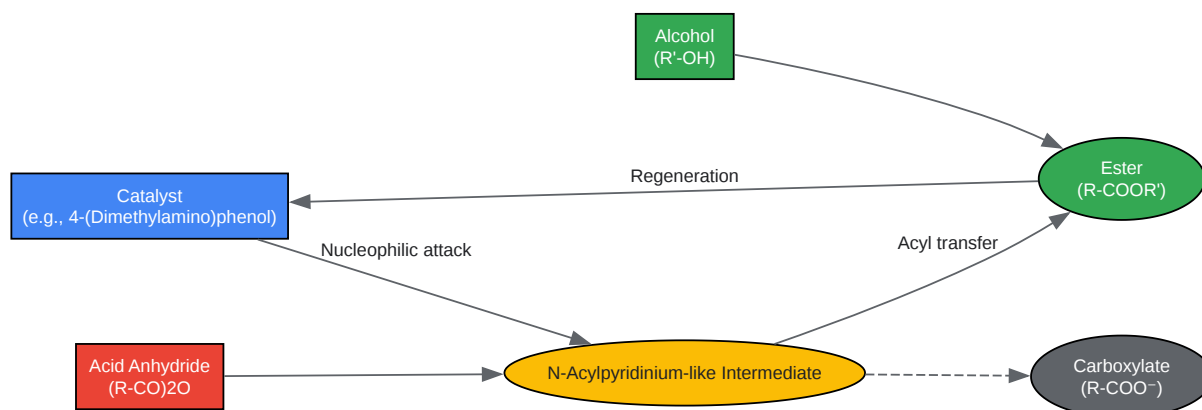 Alcohol
(R'-OH)
Ester
(R-COOR')
Regeneration
Catalyst
(e.g., 4-(Dimethylamino)phenol)
Nucleophilic attack
Acyl transfer
Acid Anhydride
(R-CO)2O
N-Acylpyridinium-like Intermediate
Carboxylate
(R-COO⁻)